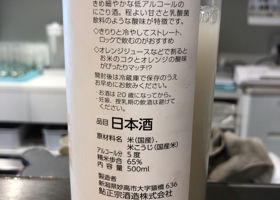 きめ細やかな低アルコールの
にごり酒。程よい甘さと乳酸菌
飲料のような酸味が特徴です。
◇きりりと冷やしてストレート、
ロックで飲むのがおすすめ
◇オレンジジュースなどで割ると
お米のコクとオレンジの酸味
がぴったりマッチ!?
開封後は冷蔵庫で保存のうえ
お早めにお飲みください。
・お酒は20歳になってから。
妊娠、授乳期の飲酒は避けて
ください。
品目 日本酒
原材料名 米(国産)、
米こうじ(国産米)
アルコール分 5度
精米歩合 65%
内容量 500ml
製造者
新潟県妙高市大字猿橋636
鮎正宗酒造株式会社